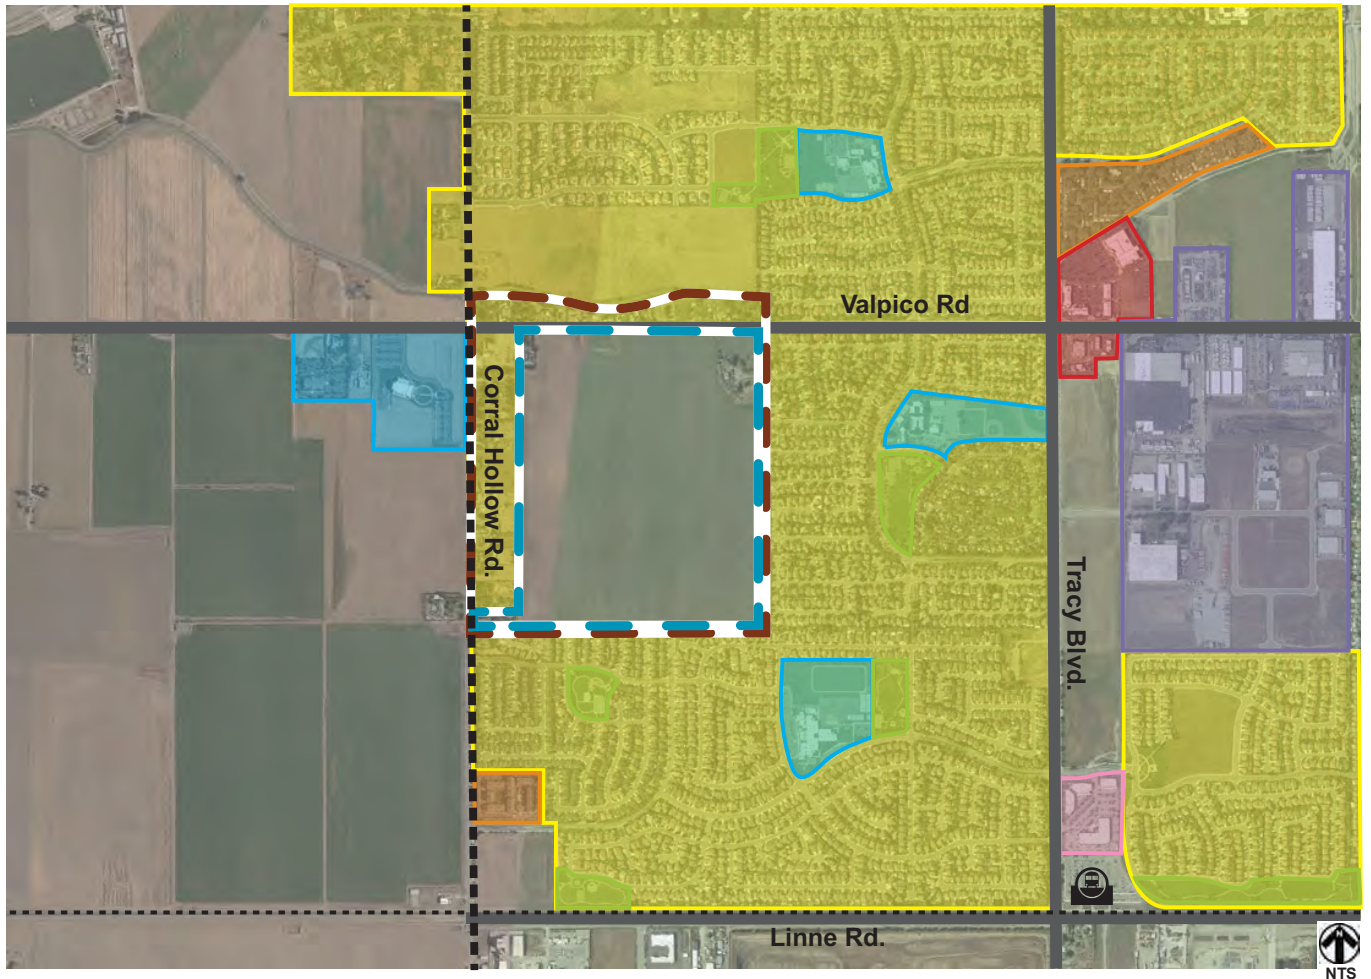 Valpico Rd
Corral Hollow Rd.
Tracy Blvd.
Linne Rd.
N
NTS